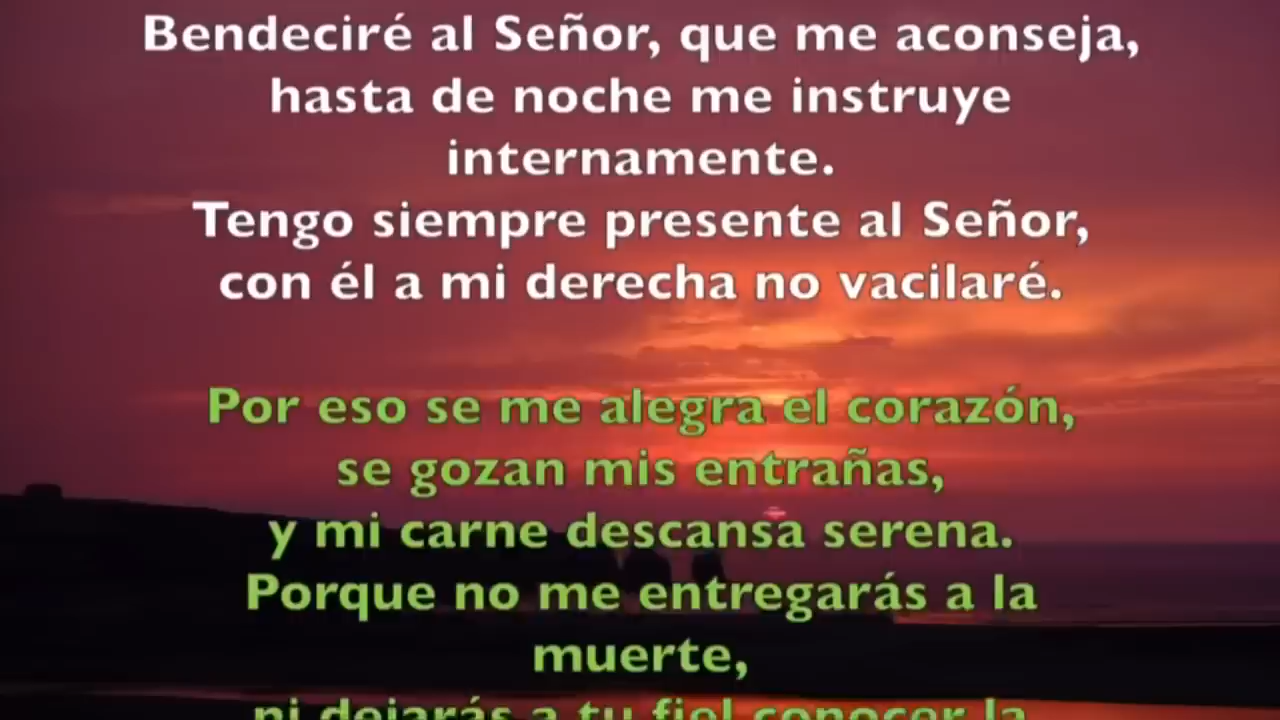 Bendeciré al Señor, que me aconseja,
hasta de noche me instruye
internamente.
Tengo siempre presente al Señor,
con él a mi derecha no vacilaré.
Por eso se me alegra el corazón,
se gozan mis entrañas,
y mi carne descansa serena.
Porque no me entregarás a la
muerte,
ni dejarás a tu fiel conocer la